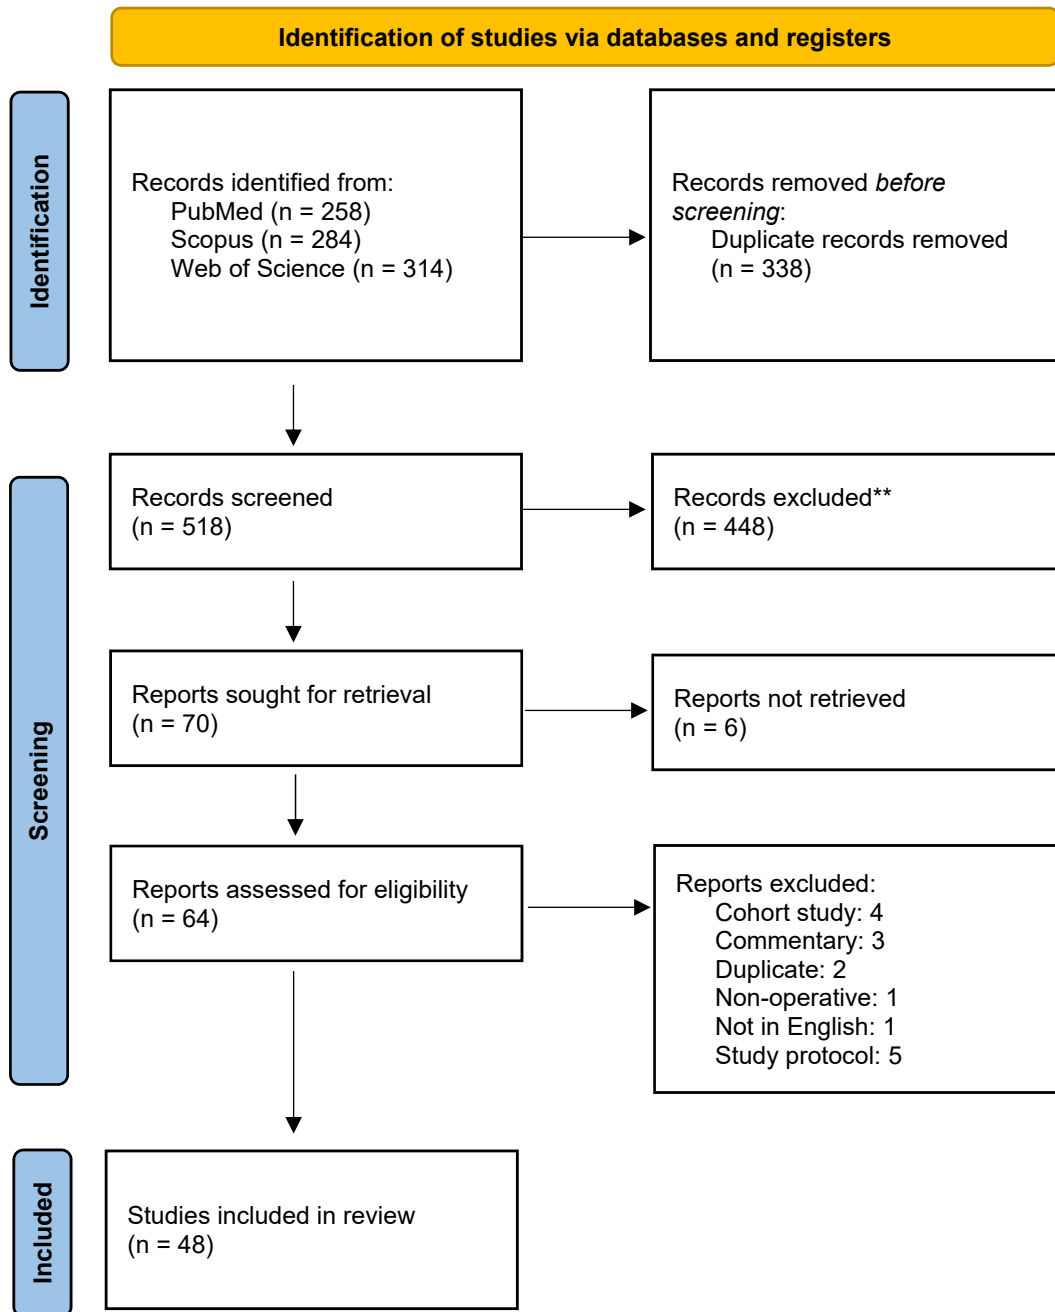 Identification of studies via databases and registers
Identification
Records identified from:
PubMed (n = 258)
Scopus (n = 284)
Web of Science (n = 314)
Records removed before
screening:
Duplicate records removed
(n = 338)
Screening
Records screened
(n = 518)
Records excluded**
(n = 448)
Reports sought for retrieval
(n = 70)
Reports not retrieved
(n = 6)
Reports assessed for eligibility
(n = 64)
Reports excluded:
Cohort study: 4
Commentary: 3
Duplicate: 2
Non-operative: 1
Not in English: 1
Study protocol: 5
Included
Studies included in review
(n = 48)